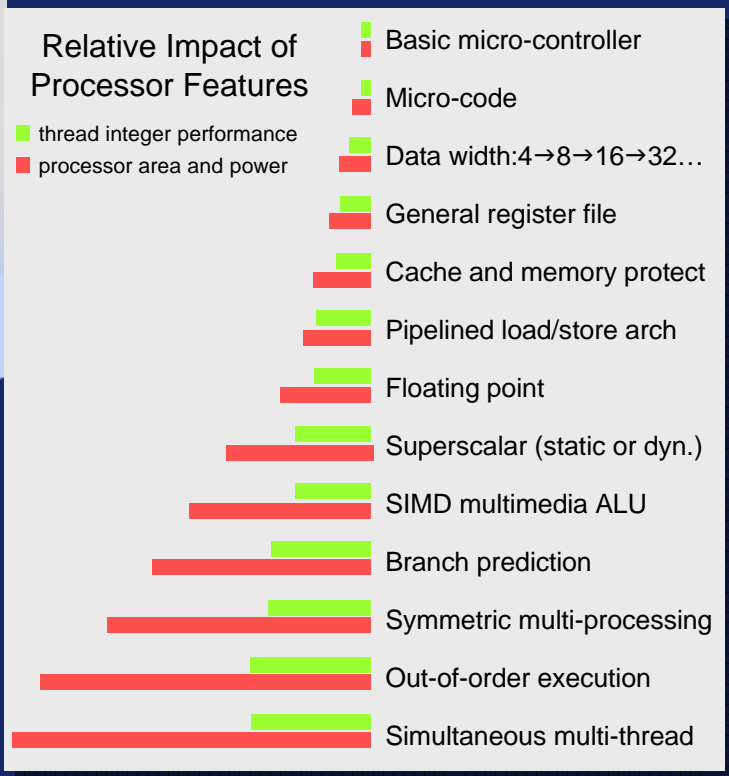 Relative Impact of
Processor Features
thread integer performance
processor area and power
Basic micro-controller
Micro-code
Data width:4→8→16→32…
General register file
Cache and memory protect
Pipelined load/store arch
Floating point
Superscalar (static or dyn.)
SIMD multimedia ALU
Branch prediction
Symmetric multi-processing
Out-of-order execution
Simultaneous multi-thread